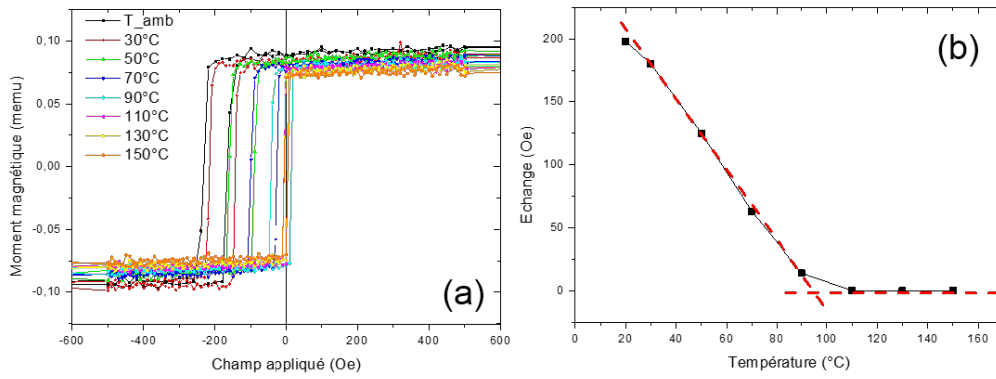 T_amb
30°C
50°C
70°C
90°C
110°C
130°C
150°C
0,10
0,05
0,00
-0,05
-0,10
-600 -400 -200 0 200 400 600
Moment magnétique (memu)
Champ appliqué (Oe)
(a)
200
150
100
50
0
0 20 40 60 80 100 120 140 160
Echange (Oe)
Température (°C)
(b)